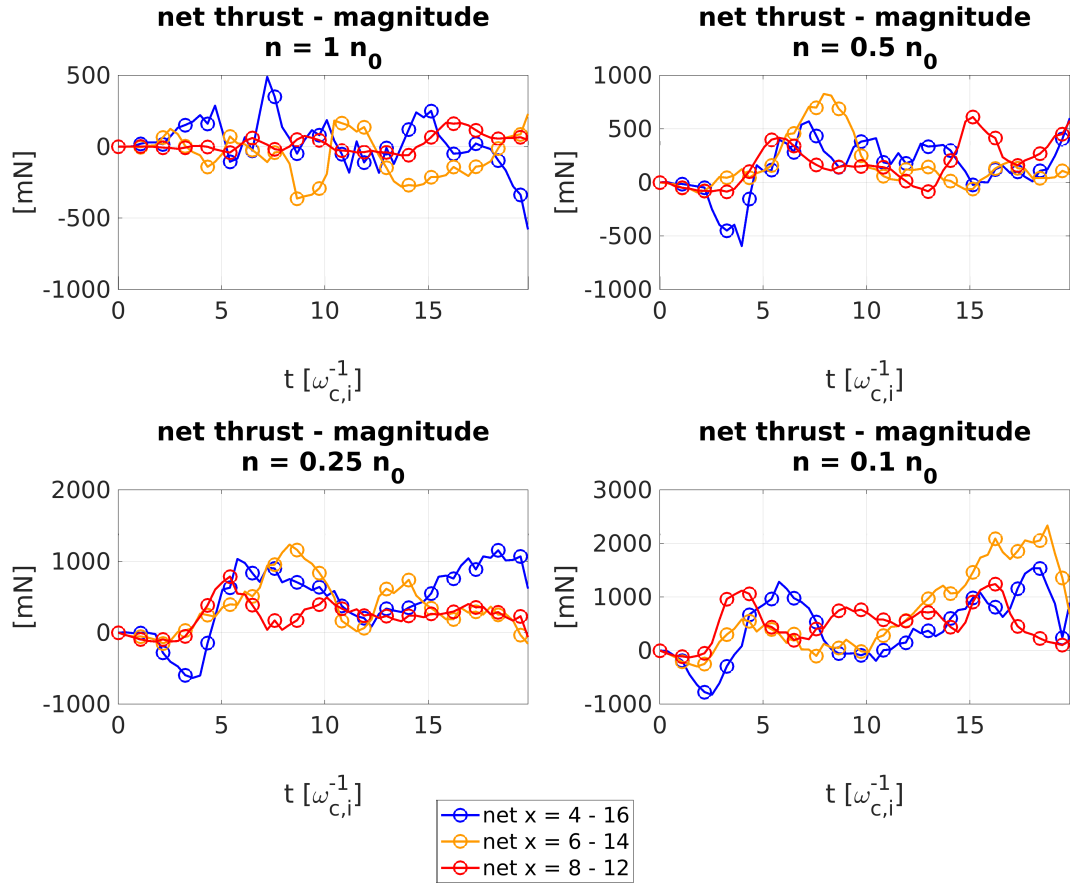 net thrust - magnitude
n = 1 n0
500
0
-500
-1000
[mN]
0 5 10 15
t [ω-1c,i]
net thrust - magnitude
n = 0.5 n0
1000
500
0
-500
-1000
[mN]
0 5 10 15
t [ω-1c,i]
net thrust - magnitude
n = 0.25 n0
2000
1000
0
-1000
[mN]
0 5 10 15
t [ω-1c,i]
net thrust - magnitude
n = 0.1 n0
3000
2000
1000
0
-1000
[mN]
0 5 10 15
t [ω-1c,i]
net x = 4 - 16
net x = 6 - 14
net x = 8 - 12